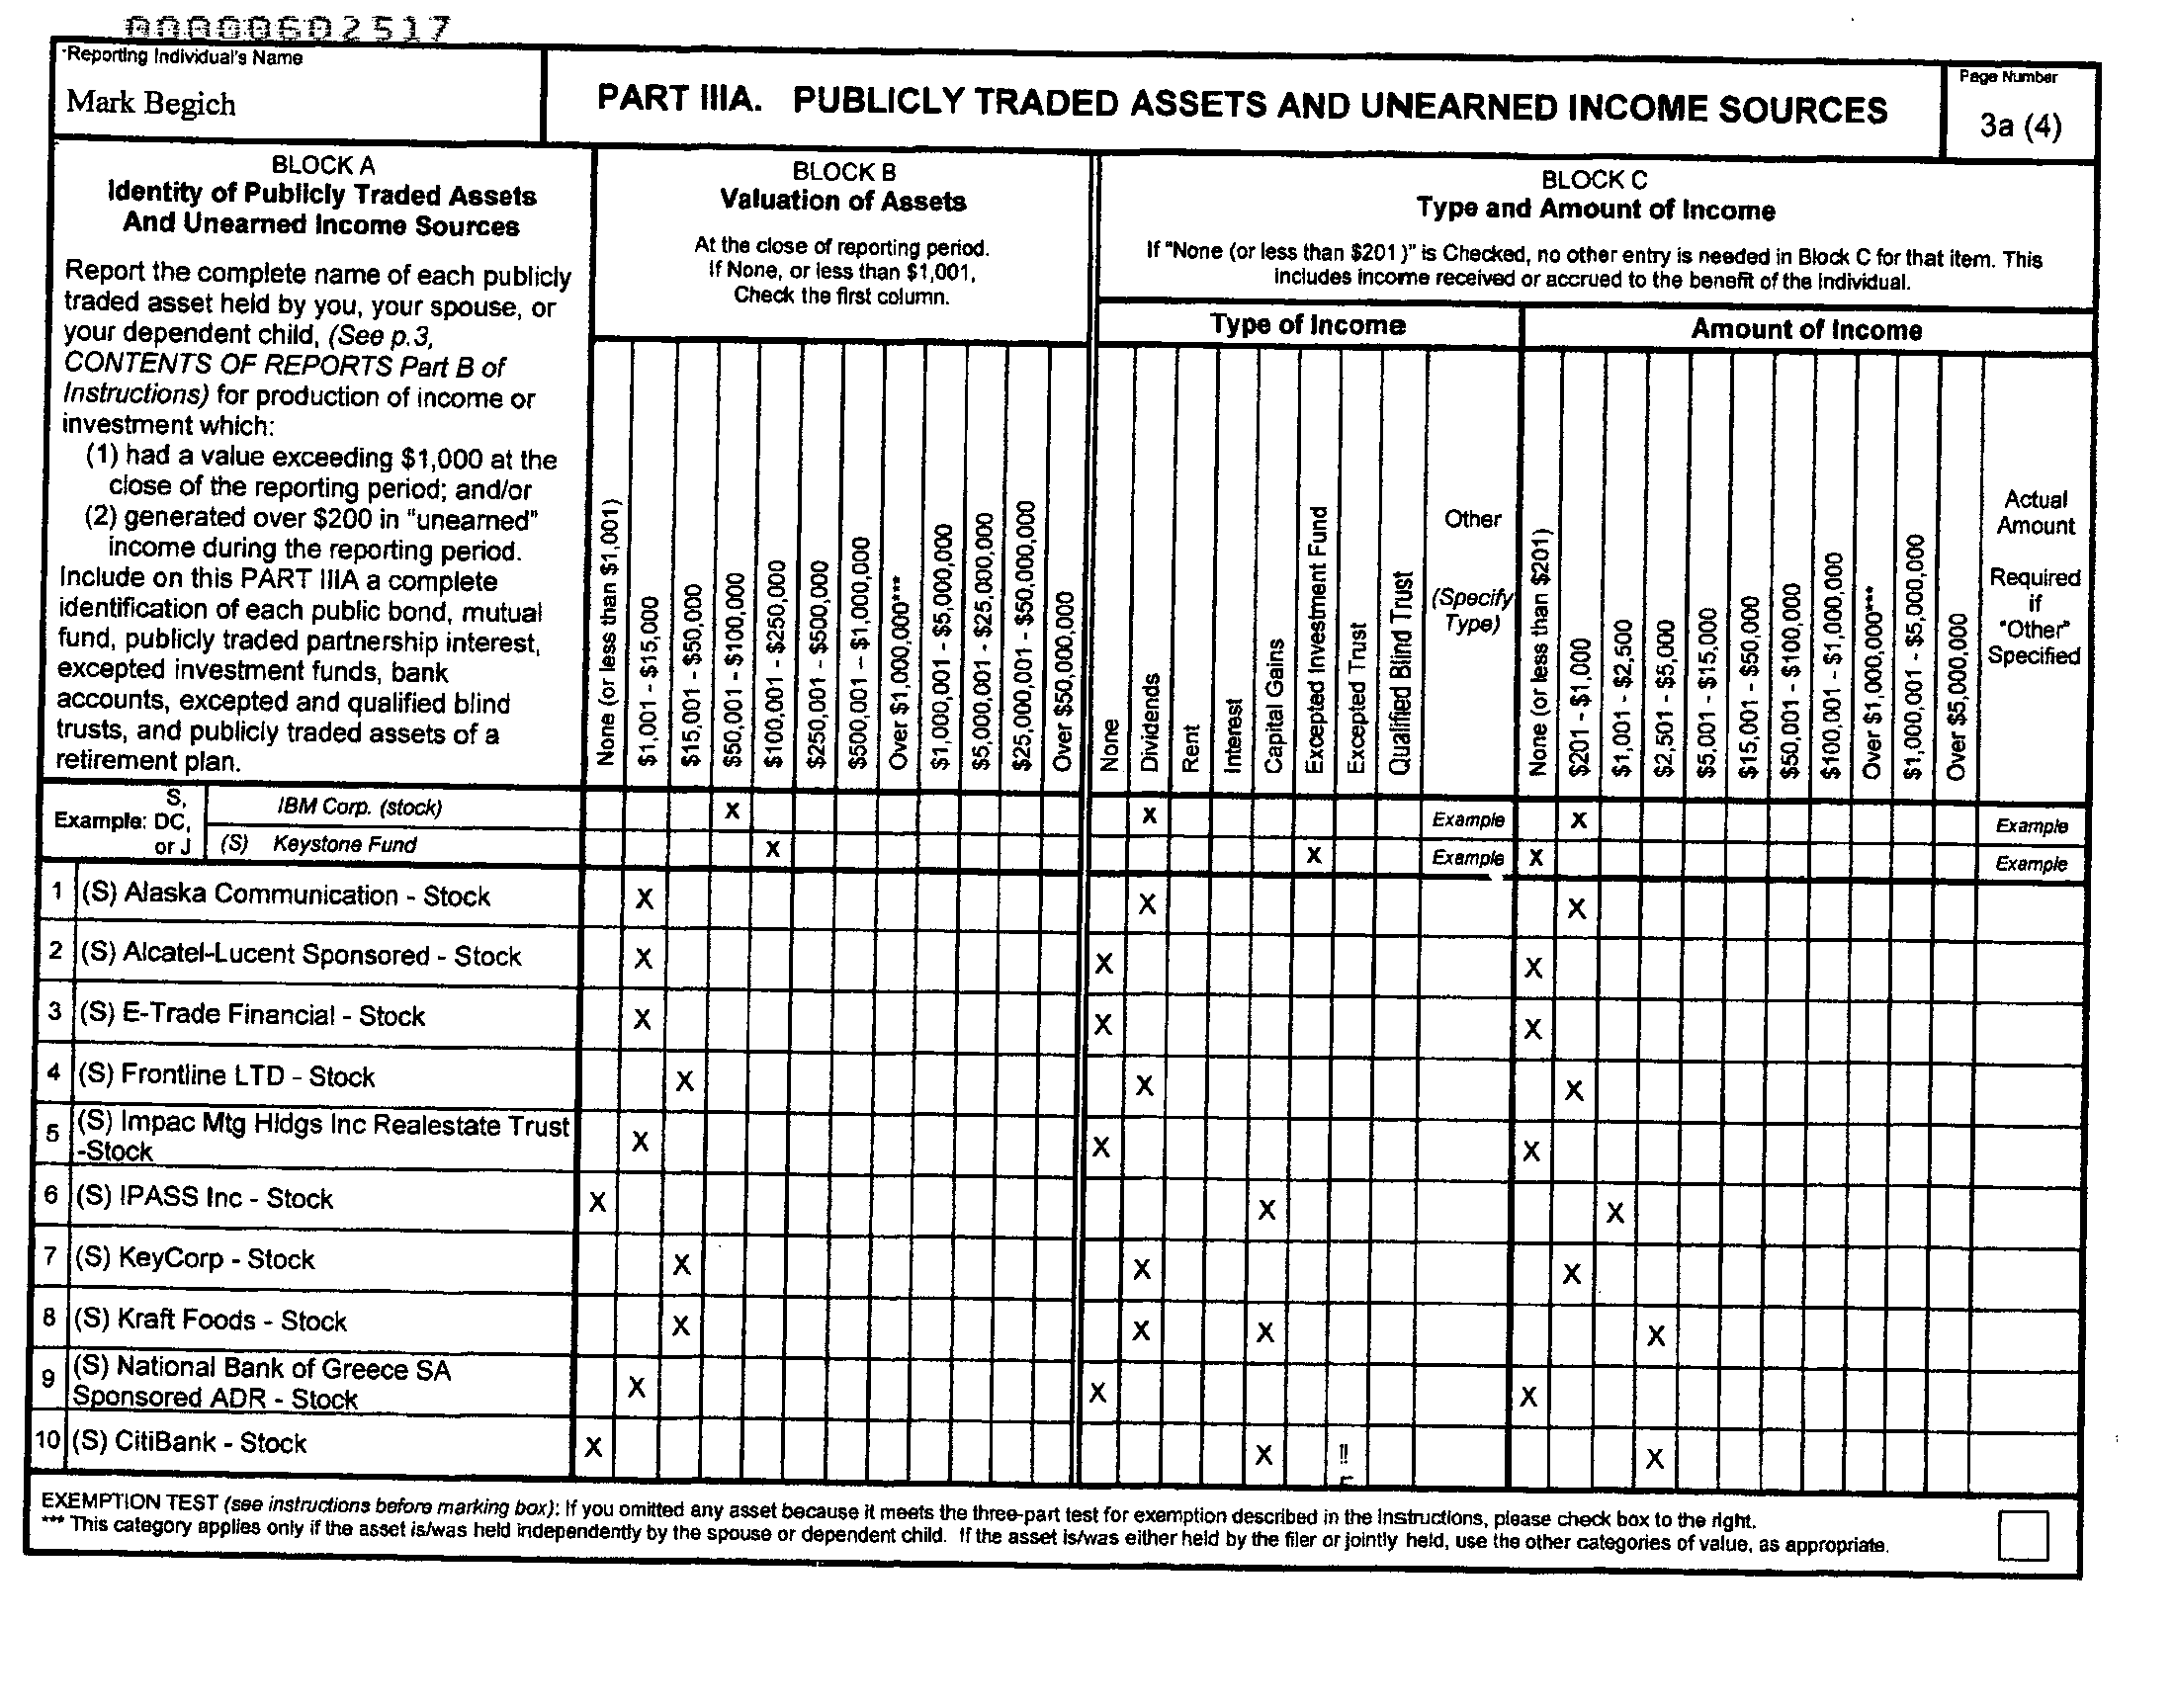 00000602517
Reporting Individual's Name
Mark Begich
PART IIIA. PUBLICLY TRADED ASSETS AND UNEARNED INCOME SOURCES
Page Number
3a (4)
BLOCK A
Identity of Publicly Traded Assets
And Unearned Income Sources
Report the complete name of each publicly
traded asset held by you, your spouse, or
your dependent child, (See p.3,
CONTENTS OF REPORTS Part B of
Instructions) for production of income or
investment which:
(1) had a value exceeding $1,000 at the
close of the reporting period; and/or
(2) generated over $200 in "unearned"
income during the reporting period.
Include on this PART IIIA a complete
identification of each public bond, mutual
fund, publicly traded partnership interest,
excepted investment funds, bank
accounts, excepted and qualified blind
trusts, and publicly traded assets of a
retirement plan.
BLOCK B
Valuation of Assets
At the close of reporting period.
If None, or less than $1,001,
Check the first column.
None (or less than $1,001)
$1,001 - $15,000
$15,001 - $50,000
$50,001 - $100,000
$100,001 - $250,000
$250,001 - $500,000
$500,001 - $1,000,000
Over $1,000,000***
$1,000,001 - $5,000,000
$5,000,001 - $25,000,000
$25,000,001 - $50,000,000
Over $50,000,000
BLOCK C
Type and Amount of Income
If "None (or less than $201)" is Checked, no other entry is needed in Block C for that item. This
includes income received or accrued to the benefit of the individual.
Type of Income
None
Dividends
Rent
Interest
Capital Gains
Excepted Investment Fund
Excepted Trust
Qualified Blind Trust
Other
(Specify
Type)
Amount of Income
None (or less than $201)
$201 - $1,000
$1,001 - $2,500
$2,501 - $5,000
$5,001 - $15,000
$15,001 - $50,000
$50,001 - $100,000
$100,001 - $1,000,000
Over $1,000,000***
$1,000,001 - $5,000,000
Over $5,000,000
Actual
Amount
Required
if
"Other"
Specified
Example: S, DC, or J
IBM Corp. (stock) X X Example X Example
(S) Keystone Fund X X Example X Example
1 (S) Alaska Communication - Stock X X X
2 (S) Alcatel-Lucent Sponsored - Stock X X X
3 (S) E-Trade Financial - Stock X X X
4 (S) Frontline LTD - Stock X X X
5 (S) Impac Mtg Hldgs Inc Realestate Trust
-Stock X X X
6 (S) IPASS Inc - Stock X X X
7 (S) KeyCorp - Stock X X X
8 (S) Kraft Foods - Stock X X X X
9 (S) National Bank of Greece SA
Sponsored ADR - Stock X X X
10 (S) CitiBank - Stock X X X
EXEMPTION TEST (see instructions before marking box): If you omitted any asset because it meets the three-part test for exemption described in the instructions, please check box to the right.
*** This category applies only if the asset is/was held independently by the spouse or dependent child. If the asset is/was either held by the filer or jointly held, use the other categories of value, as appropriate.